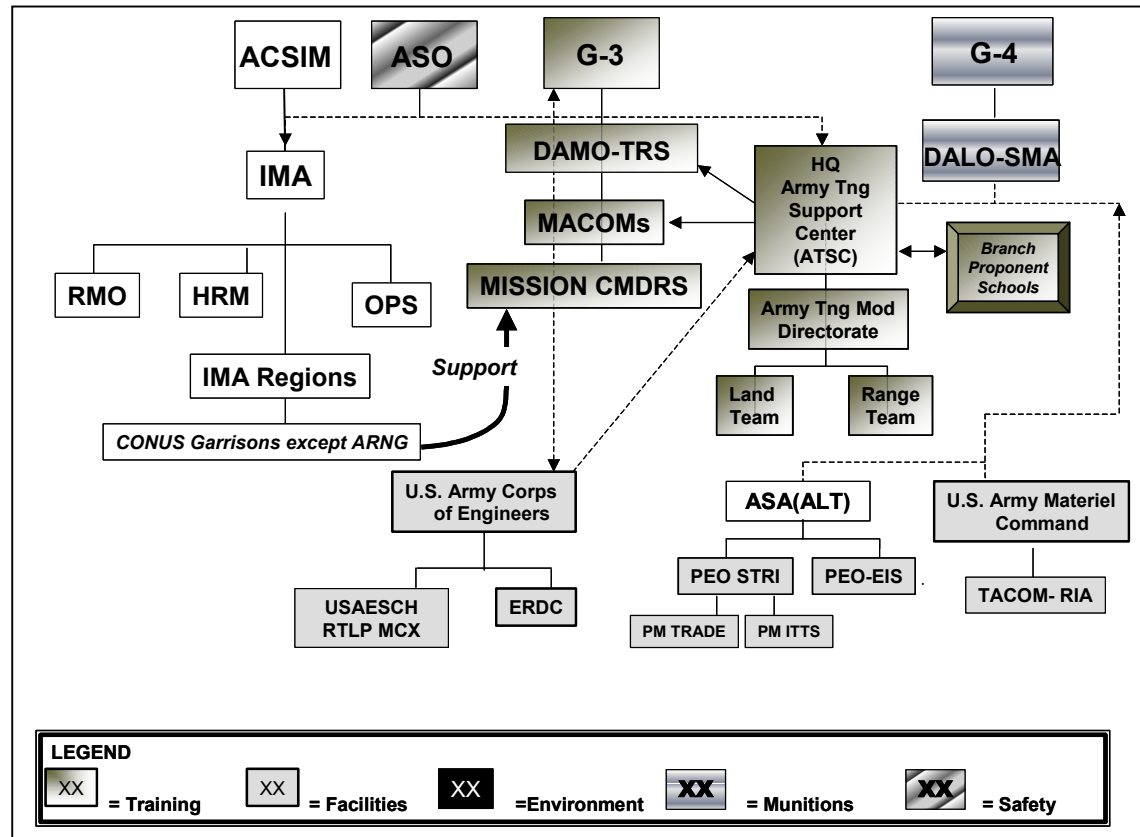 ACSIM
ASO
G-3
G-4
IMA
DAMO-TRS
HQ
Army Tng
Support
Center
(ATSC)
DALO-SMA
MACOMs
Branch
Proponent
Schools
RMO
HRM
OPS
MISSION CMDRS
Army Tng Mod
Directorate
Support
IMA Regions
Land
Team
Range
Team
CONUS Garrisons except ARNG
U.S. Army Corps
of Engineers
ASA(ALT)
U.S. Army Materiel
Command
PEO STRI
PEO-EIS
.
USAESCH
RTLP MCX
ERDC
TACOM- RIA
PM TRADE
PM ITTS
LEGEND
XX = Training
XX = Facilities
XX =Environment
XX = Munitions
XX = Safety